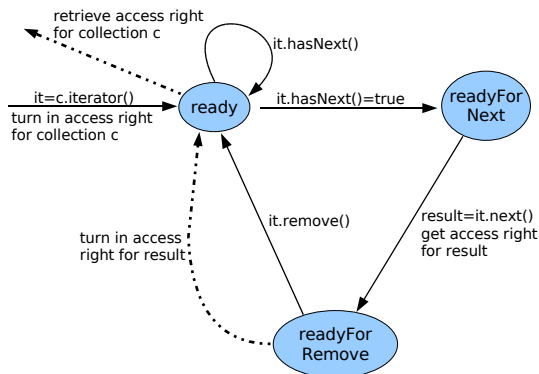 retrieve access right
for collection c
it.hasNext()
it=c.iterator()
turn in access right
for collection c
ready
it.hasNext()=true
readyFor
Next
it.remove()
result=it.next()
get access right
for result
turn in access
right for result
readyFor
Remove